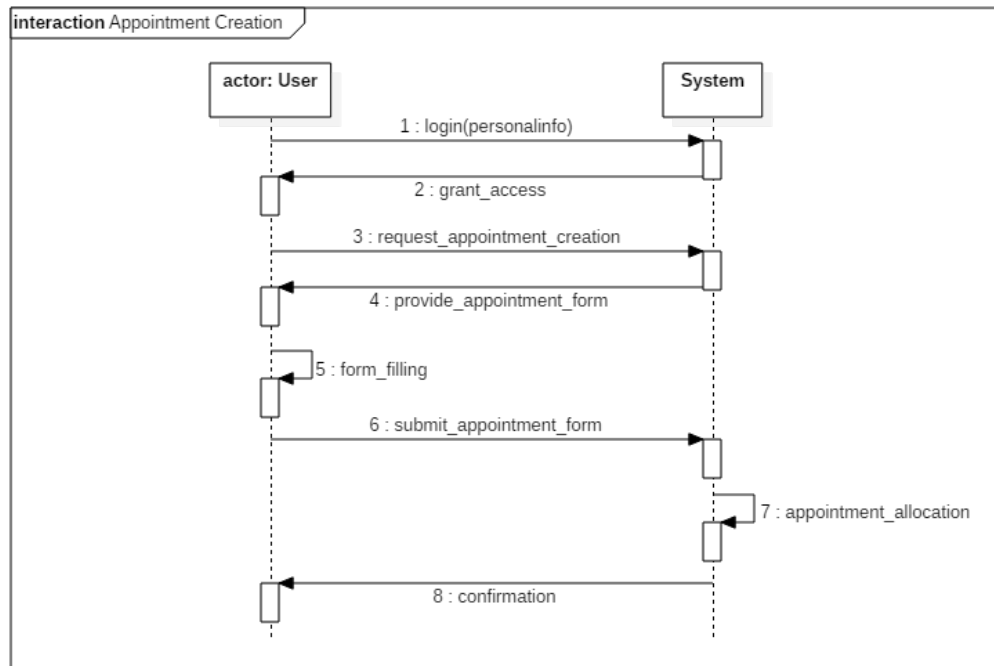 interaction Appointment Creation
actor: User
System
1 : login(personalinfo)
2 : grant_access
3 : request_appointment_creation
4 : provide_appointment_form
5 : form_filling
6 : submit_appointment_form
7 : appointment_allocation
8 : confirmation